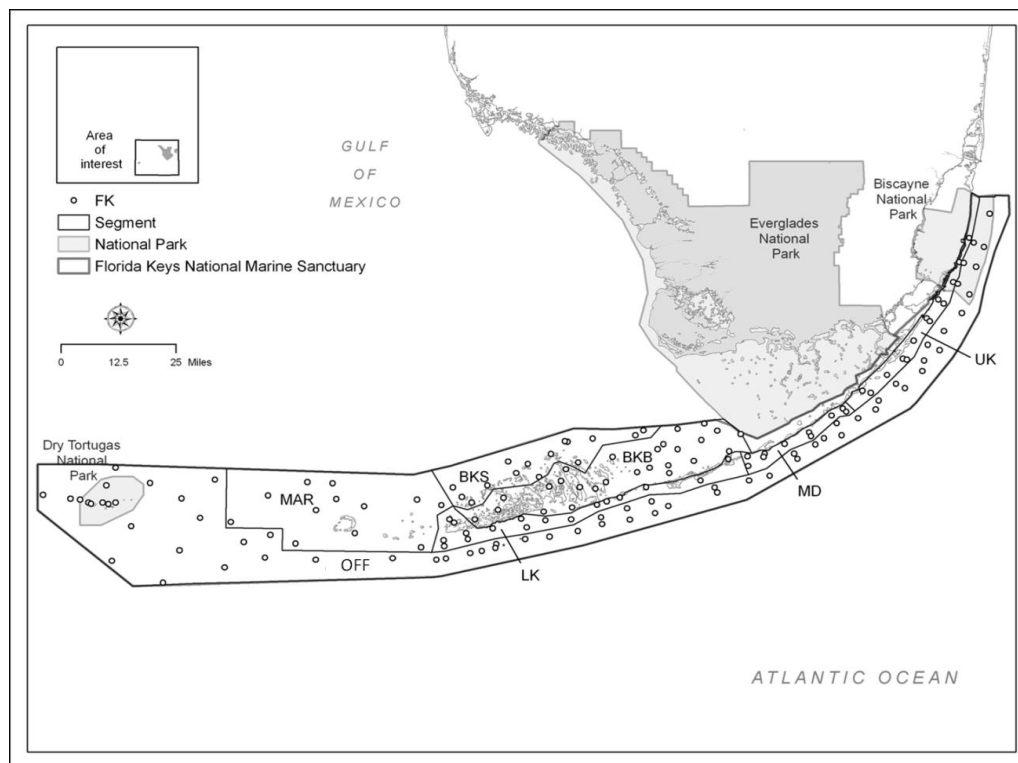 Area
of
interest
FK
Segment
National Park
Florida Keys National Marine Sanctuary
0 12.5 25 Miles
GULF
OF
MEXICO
Biscayne
National
Park
Everglades
National
Park
UK
Dry Tortugas
National
Park
BKS
BKB
MAR
MD
OFF
LK
ATLANTIC OCEAN